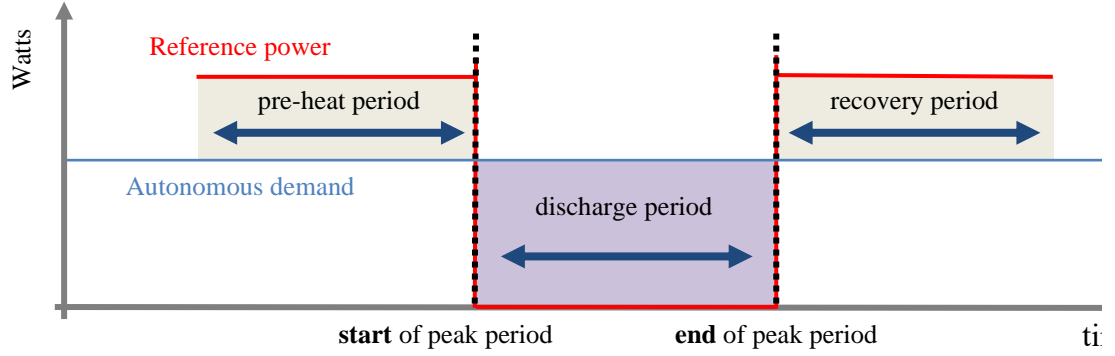 Watts
Reference power
pre-heat period
recovery period
Autonomous demand
discharge period
start of peak period
end of peak period